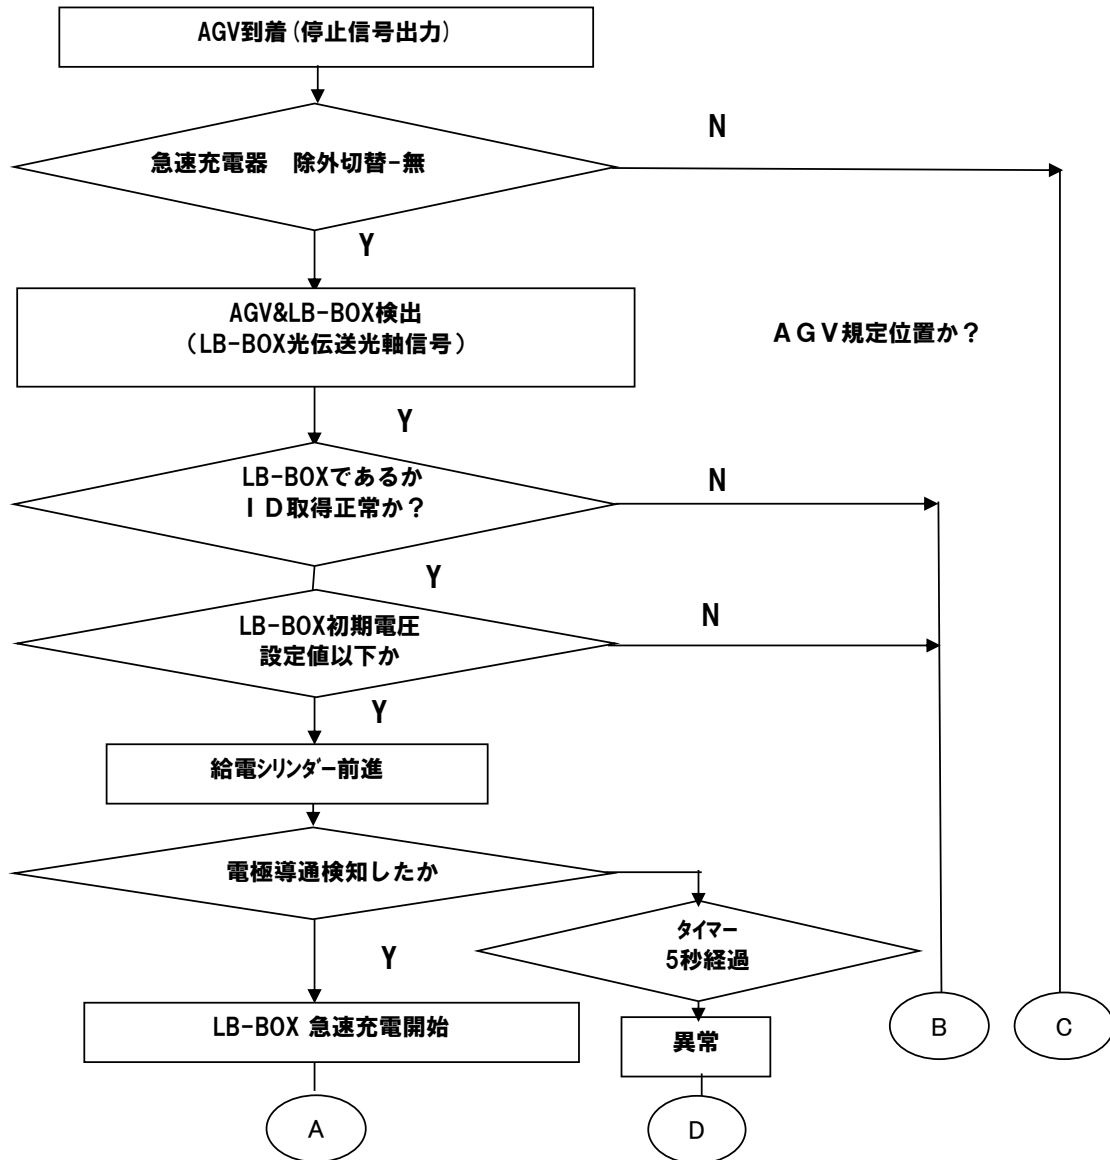 AGV到着(停止信号出力)
N
急速充電器　除外切替-無
Y
AGV&LB-BOX検出
(LB-BOX光伝送光軸信号)
AGV規定位置か?
Y
LB-BOXであるか
ID取得正常か?
N
Y
LB-BOX初期電圧
設定値以下か
N
Y
給電シリンダー前進
電極導通検知したか
タイマー
5秒経過
Y
LB-BOX 急速充電開始
異常
B
C
A
D